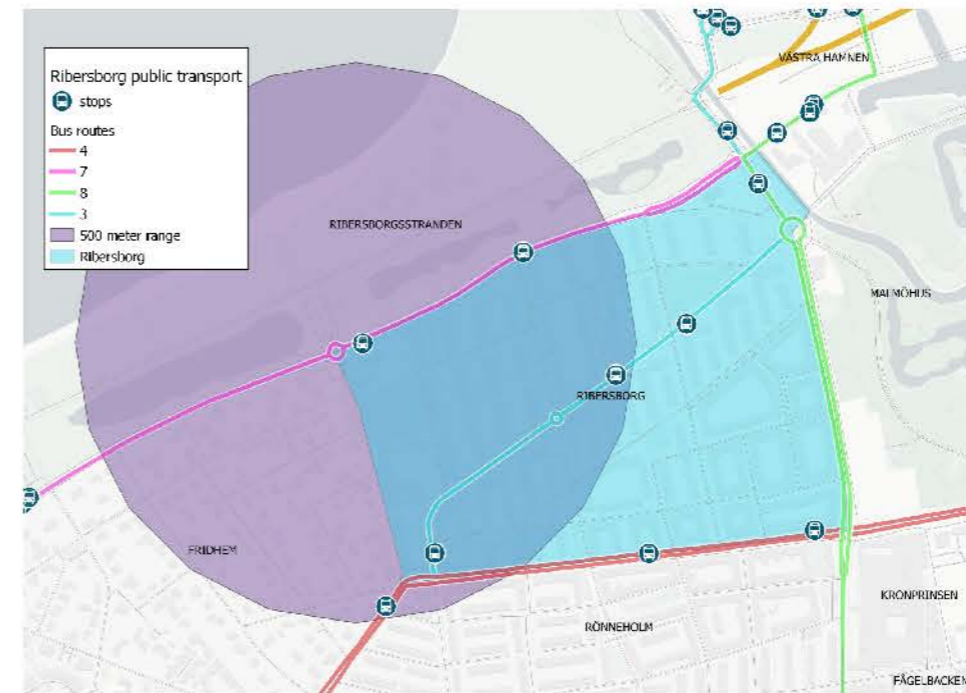 Ribersborg public transport
stops
Bus routes
4
7
8
3
500 meter range
Ribersborg
VÄSTRA HAMNEN
RIBERSBORGSSTRANDEN
MALMÖHUS
RIBERSBORG
FRIDHEM
KRONPRINSEN
RÖNNEHOLM
FÅGELBACKEN